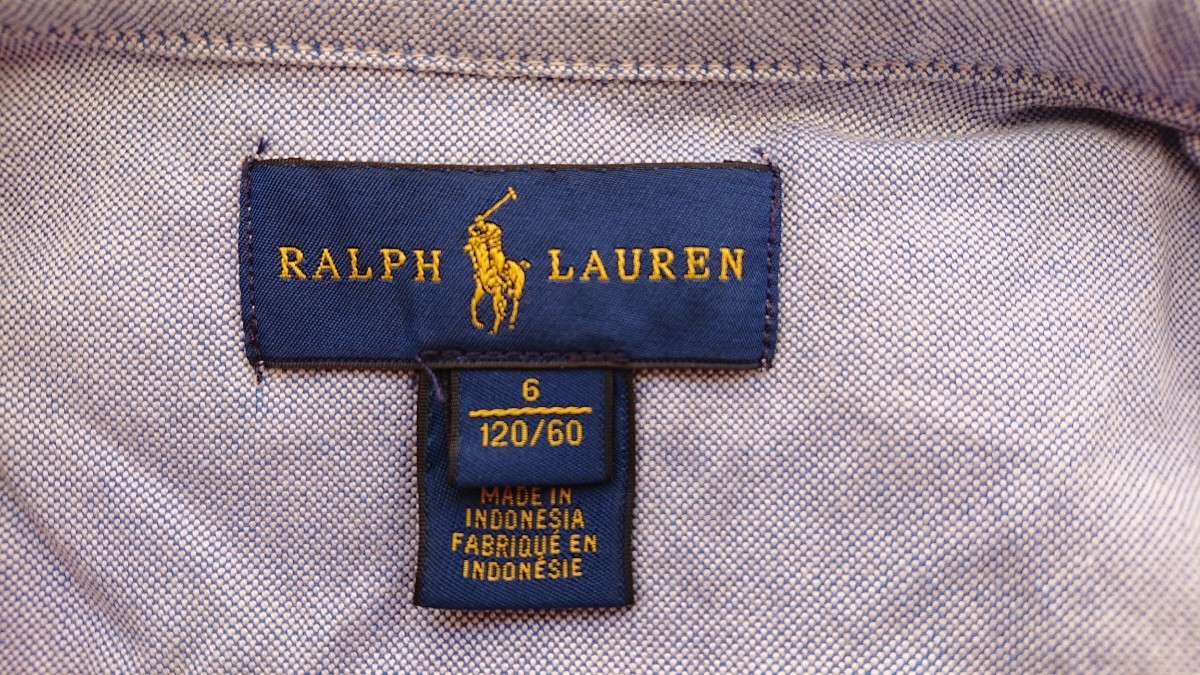 RALPH LAUREN
6
120/60
MADE IN
INDONESIA
FABRIQUÉ EN
INDONÉSIE